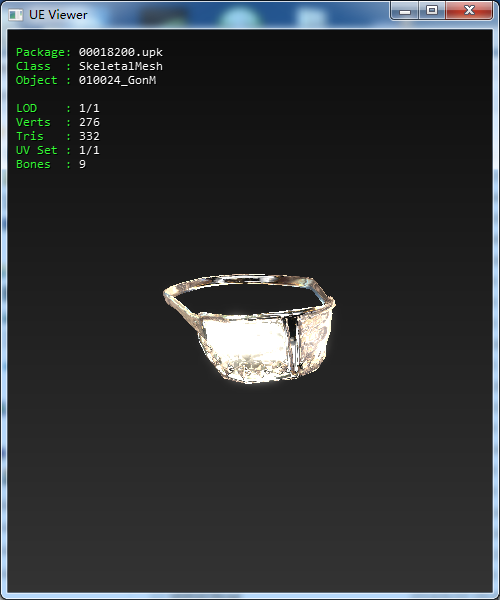 UE Viewer
Package: 00018200.upk
Class  : SkeletalMesh
Object : 010024_GonM
LOD    : 1/1
Verts  : 276
Tris   : 332
UV Set : 1/1
Bones  : 9